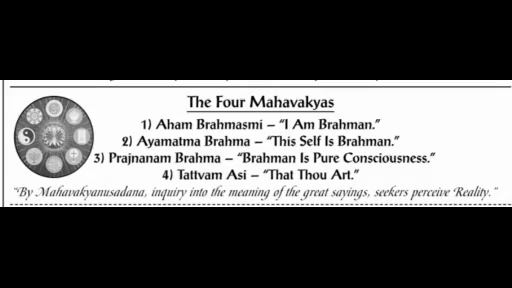 The Four Mahavakyas
1) Aham Brahmasmi – “I Am Brahman.”
2) Ayamatma Brahma – “This Self Is Brahman.”
3) Prajnanam Brahma – “Brahman Is Pure Consciousness.”
4) Tattvam Asi – “That Thou Art.”
"By Mahavakyanusadana, inquiry into the meaning of the great sayings, seekers perceive Reality."